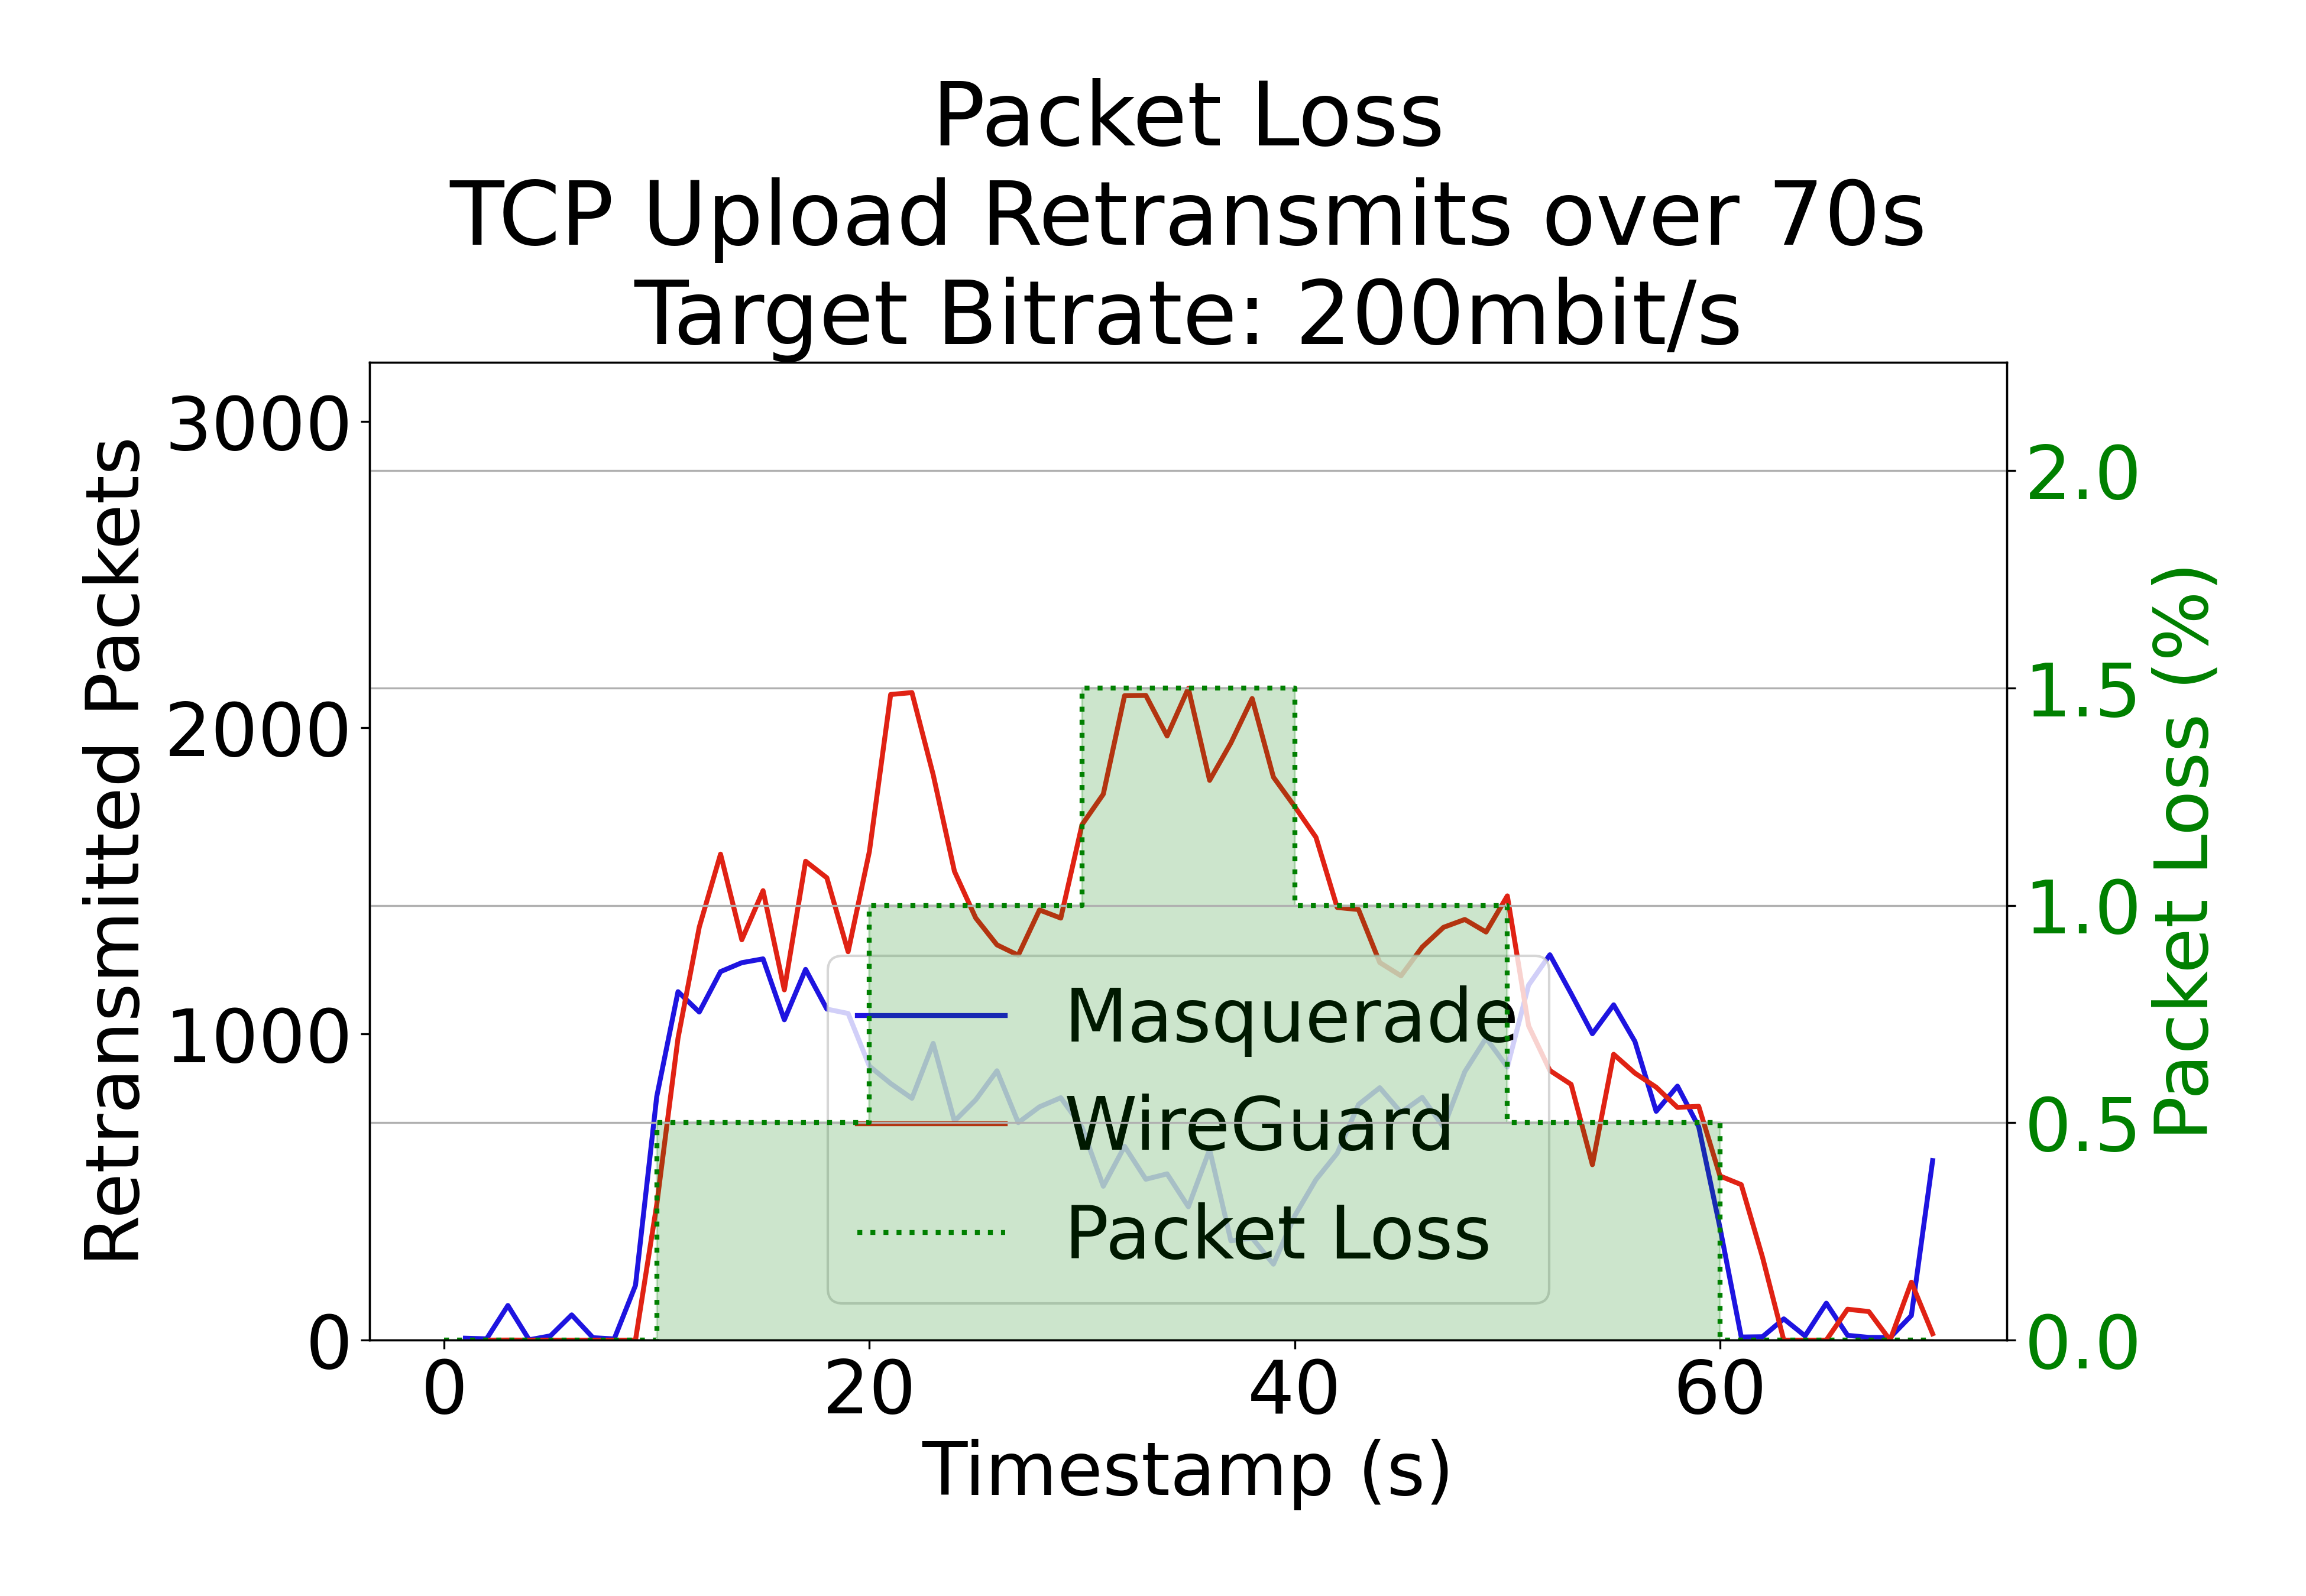 Packet Loss
TCP Upload Retransmits over 70s
Target Bitrate: 200mbit/s
Retransmitted Packets
3000
2000
1000
0
2.0
1.5
1.0
0.5
0.0
Packet Loss (%)
Masquerade
WireGuard
Packet Loss
0
20
40
60
Timestamp (s)